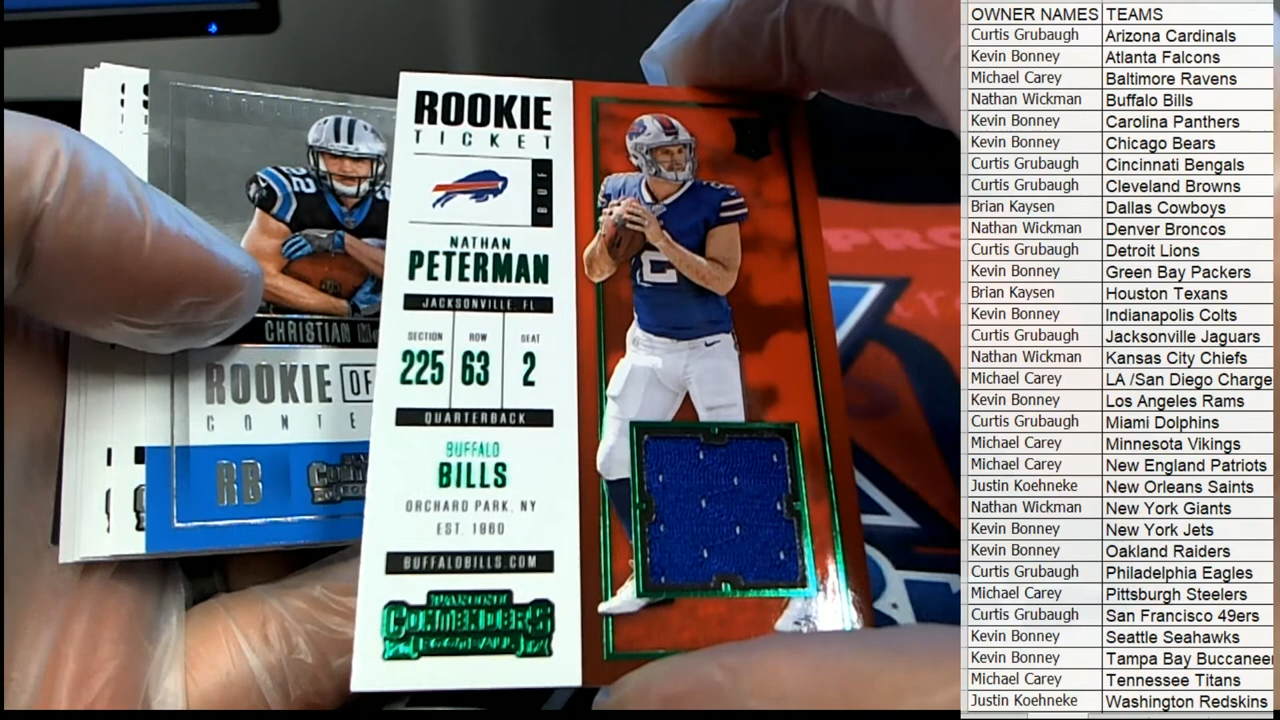 ROOKIE
TICKET
BUF
NATHAN
PETERMAN
JACKSONVILLE, FL
SECTION ROW SEAT
225 63 2
QUARTERBACK
BUFFALO
BILLS
ORCHARD PARK, NY
EST. 1960
BUFFALOBILLS.COM
PANINI
CONTENDERS
FOOTBALL
2
22
CHRISTIAN
ROOKIE OF
CONTE
RB
PRO
OWNER NAMES TEAMS
Curtis Grubaugh Arizona Cardinals
Kevin Bonney Atlanta Falcons
Michael Carey Baltimore Ravens
Nathan Wickman Buffalo Bills
Kevin Bonney Carolina Panthers
Kevin Bonney Chicago Bears
Curtis Grubaugh Cincinnati Bengals
Curtis Grubaugh Cleveland Browns
Brian Kaysen Dallas Cowboys
Nathan Wickman Denver Broncos
Curtis Grubaugh Detroit Lions
Kevin Bonney Green Bay Packers
Brian Kaysen Houston Texans
Kevin Bonney Indianapolis Colts
Curtis Grubaugh Jacksonville Jaguars
Nathan Wickman Kansas City Chiefs
Michael Carey LA /San Diego Charge
Kevin Bonney Los Angeles Rams
Curtis Grubaugh Miami Dolphins
Michael Carey Minnesota Vikings
Michael Carey New England Patriots
Justin Koehneke New Orleans Saints
Nathan Wickman New York Giants
Kevin Bonney New York Jets
Kevin Bonney Oakland Raiders
Curtis Grubaugh Philadelphia Eagles
Michael Carey Pittsburgh Steelers
Curtis Grubaugh San Francisco 49ers
Kevin Bonney Seattle Seahawks
Kevin Bonney Tampa Bay Buccaneer
Michael Carey Tennessee Titans
Justin Koehneke Washington Redskins